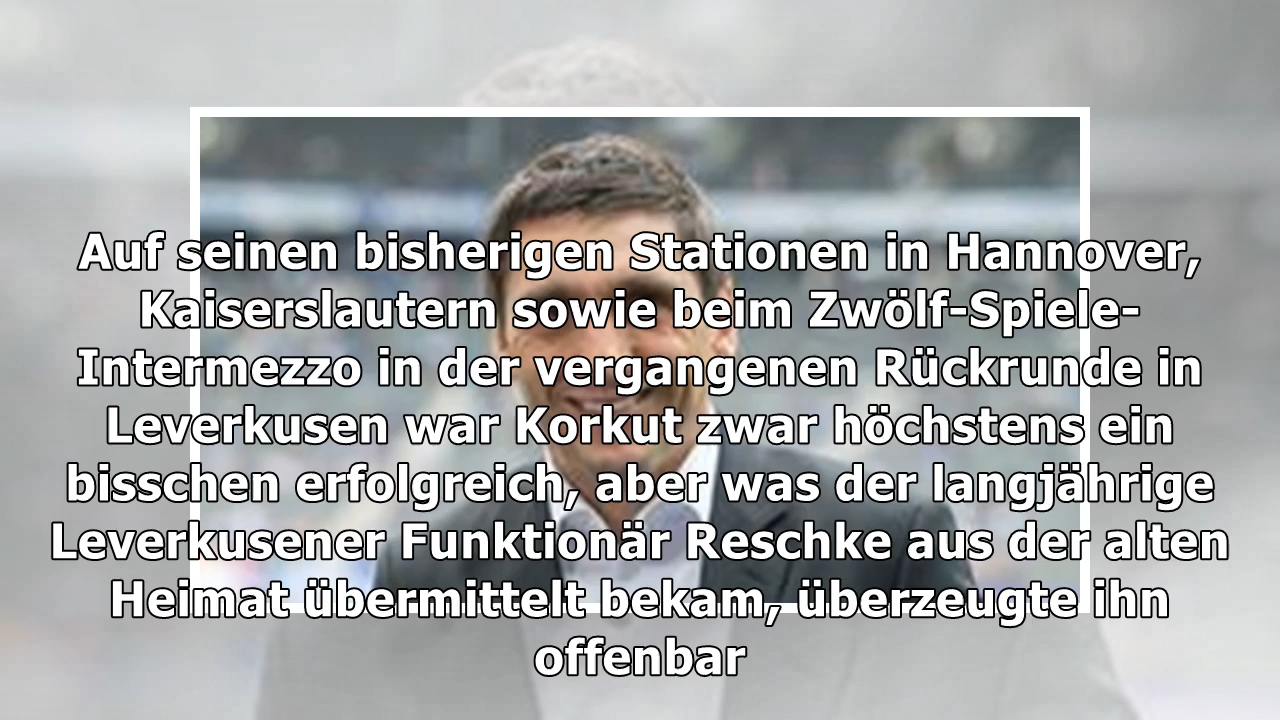 Auf seinen bisherigen Stationen in Hannover,
Kaiserslautern sowie beim Zwölf-Spiele-
Intermezzo in der vergangenen Rückrunde in
Leverkusen war Korkut zwar höchstens ein
bisschen erfolgreich, aber was der langjährige
Leverkusener Funktionär Reschke aus der alten
Heimat übermittelt bekam, überzeugte ihn
offenbar